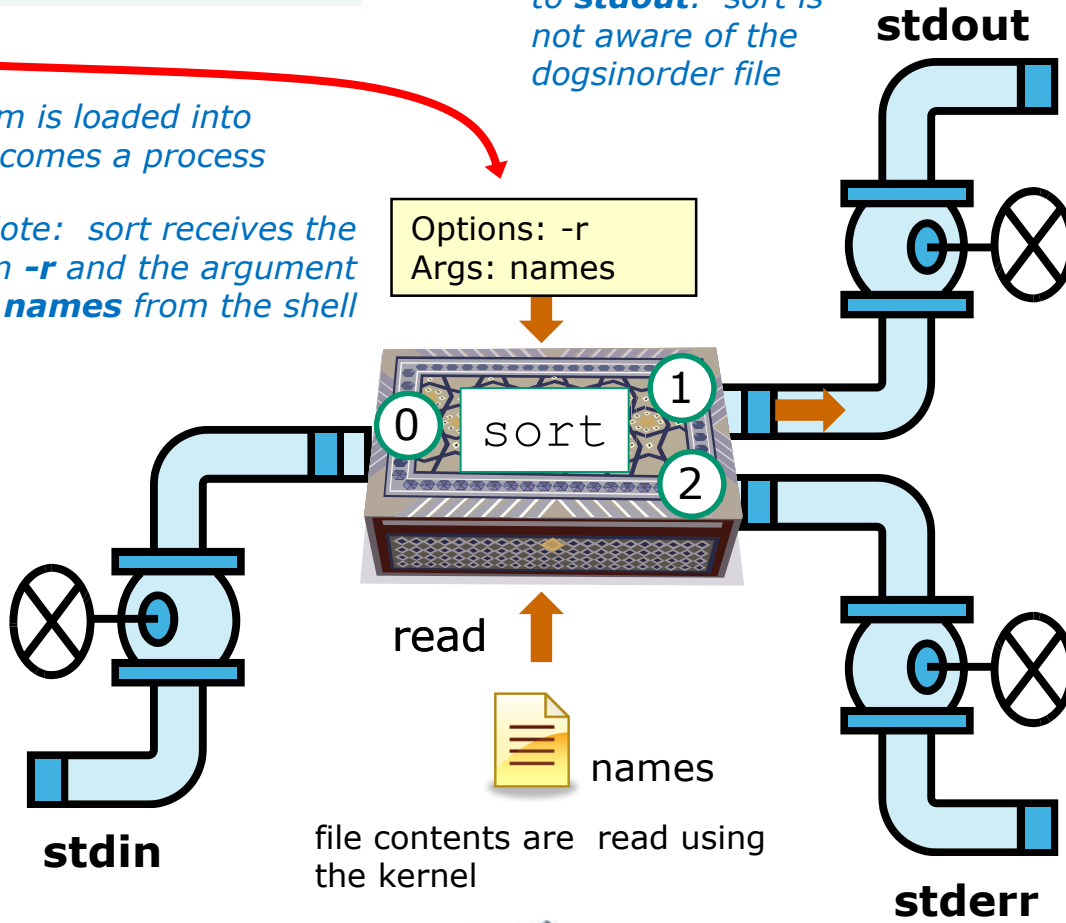 to stdout: sort is
not aware of the
dogsinorder file
stdout
m is loaded into
comes a process
ote: sort receives the
n -r and the argument
names from the shell
Options: -r
Args: names
0
sort
1
2
read
names
stdin
file contents are read using
the kernel
stderr